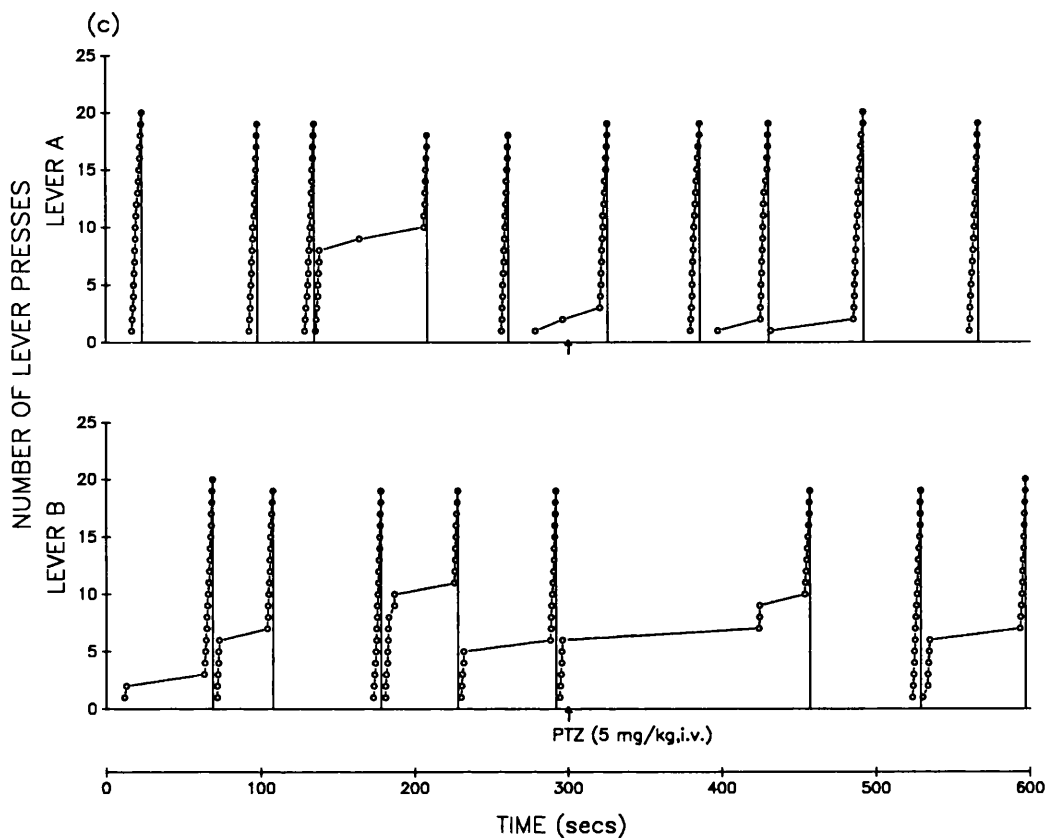 (c)
NUMBER OF LEVER PRESSES
LEVER A
25
20
15
10
5
0
LEVER B
25
20
15
10
5
0
PTZ (5 mg/kg,i.v.)
0 100 200 300 400 500 600
TIME (secs)